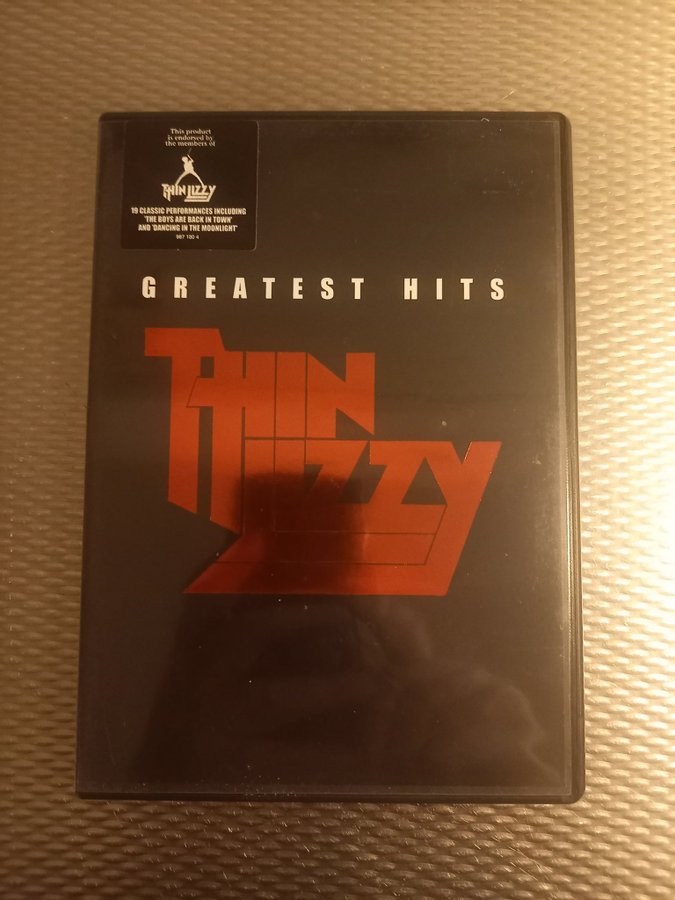 This product
is endorsed by
the members of
THIN LIZZY
19 CLASSIC PERFORMANCES INCLUDING
'THE BOYS ARE BACK IN TOWN'
AND 'DANCING IN THE MOONLIGHT'
987 180 4
GREATEST HITS
THIN
LIZZY